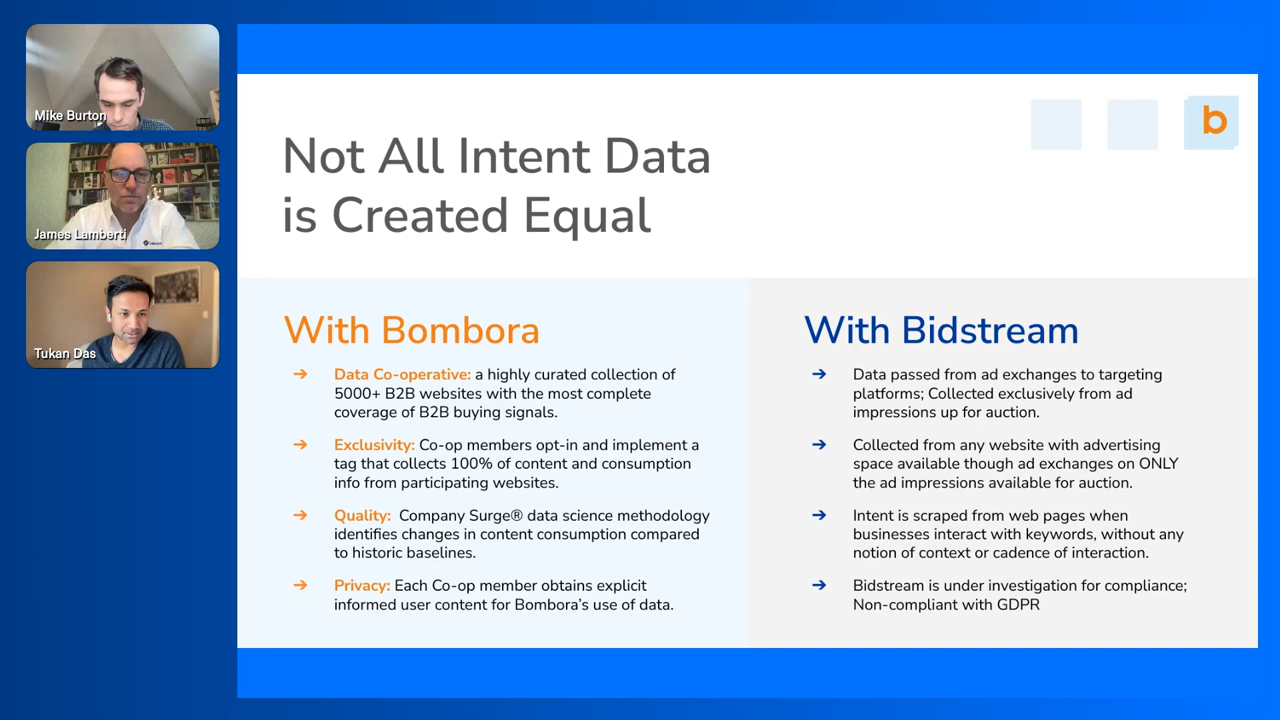 Mike Burton
James Lamberti
Tukan Das
b
Not All Intent Data
is Created Equal
With Bombora
Data Co-operative: a highly curated collection of
5000+ B2B websites with the most complete
coverage of B2B buying signals.
Exclusivity: Co-op members opt-in and implement a
tag that collects 100% of content and consumption
info from participating websites.
Quality: Company Surge® data science methodology
identifies changes in content consumption compared
to historic baselines.
Privacy: Each Co-op member obtains explicit
informed user content for Bombora's use of data.
With Bidstream
Data passed from ad exchanges to targeting
platforms; Collected exclusively from ad
impressions up for auction.
Collected from any website with advertising
space available though ad exchanges on ONLY
the ad impressions available for auction.
Intent is scraped from web pages when
businesses interact with keywords, without any
notion of context or cadence of interaction.
Bidstream is under investigation for compliance;
Non-compliant with GDPR